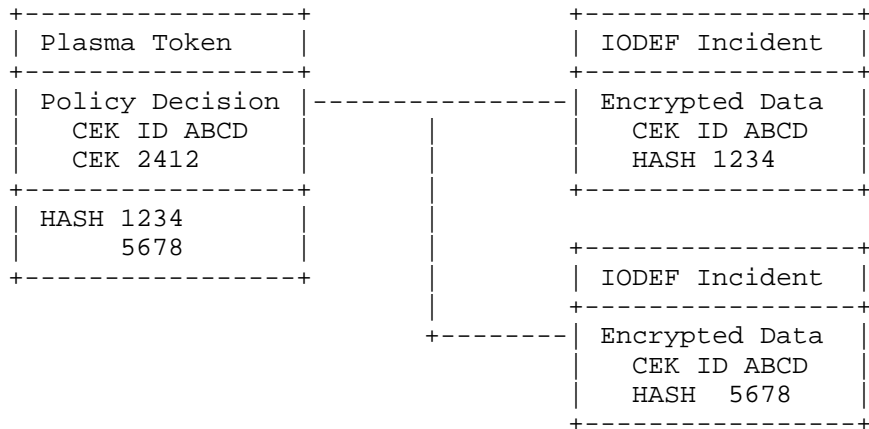 Plasma Token
Policy Decision
CEK ID ABCD
CEK 2412
HASH 1234
5678
IODEF Incident
Encrypted Data
CEK ID ABCD
HASH 1234
IODEF Incident
Encrypted Data
CEK ID ABCD
HASH  5678